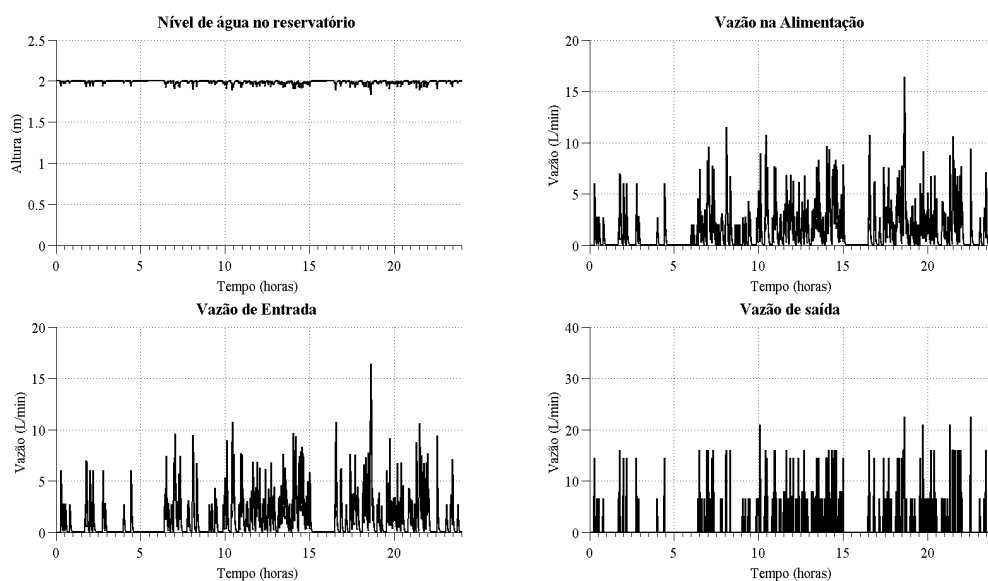 Nível de água no reservatório
2.5
2
1.5
1
0.5
0
Altura (m)
0 5 10 15 20
Tempo (horas)
Vazão na Alimentação
20
15
10
5
0
Vazão (L/min)
0 5 10 15 20
Tempo (horas)
Vazão de Entrada
20
15
10
5
0
Vazão (L/min)
0 5 10 15 20
Tempo (horas)
Vazão de saída
40
30
20
10
0
Vazão (L/min)
0 5 10 15 20
Tempo (horas)